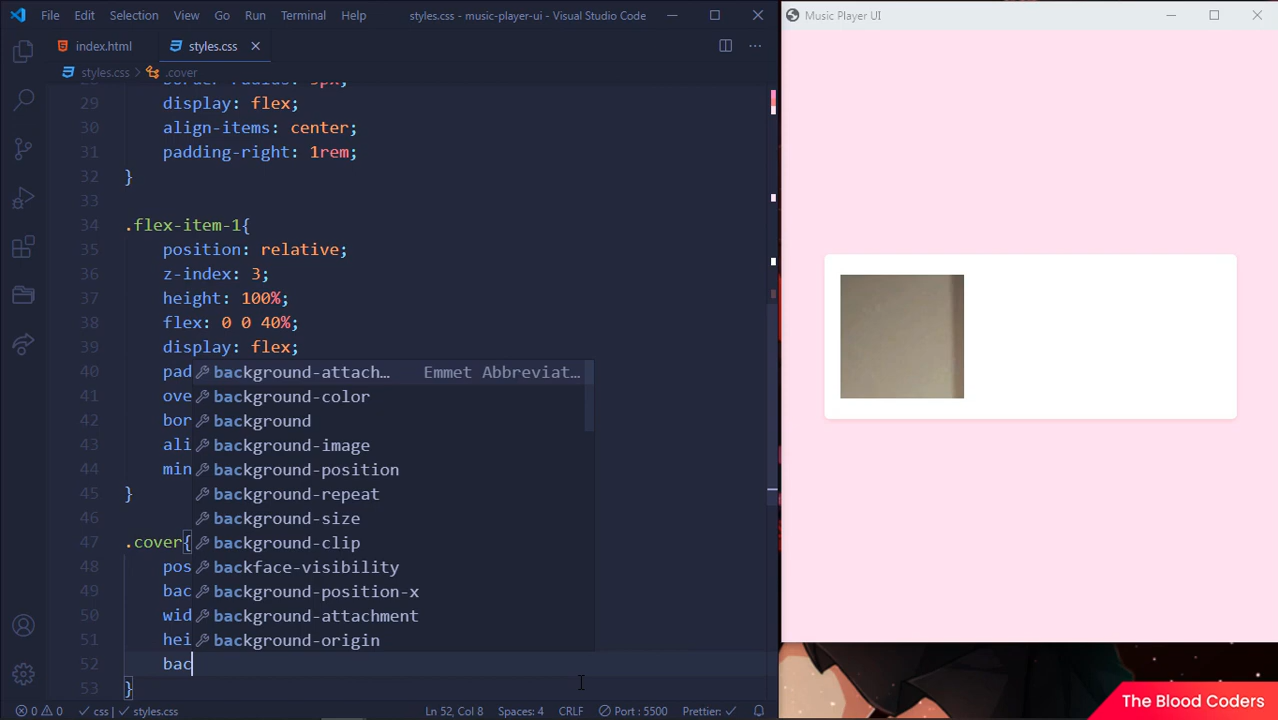 File Edit Selection View Go Run Terminal Help styles.css - music-player-ui - Visual Studio Code
Music Player UI
index.html styles.css
styles.css .cover
29 display: flex;
30 align-items: center;
31 padding-right: 1rem;
32 }
33
34 .flex-item-1{
35 position: relative;
36 z-index: 3;
37 height: 100%;
38 flex: 0 0 40%;
39 display: flex;
40 pad background-attach... Emmet Abbreviat...
41 ove background-color
42 bor background
43 ali background-image
44 min background-position
45 } background-repeat
46 background-size
47 .cover{ background-clip
48 pos backface-visibility
49 bac background-position-x
50 wid background-attachment
51 hei background-origin
52 bac
53 }
0 0 css styles.css Ln 52, Col 8 Spaces: 4 CRLF Port : 5500 Prettier:
The Blood Coders